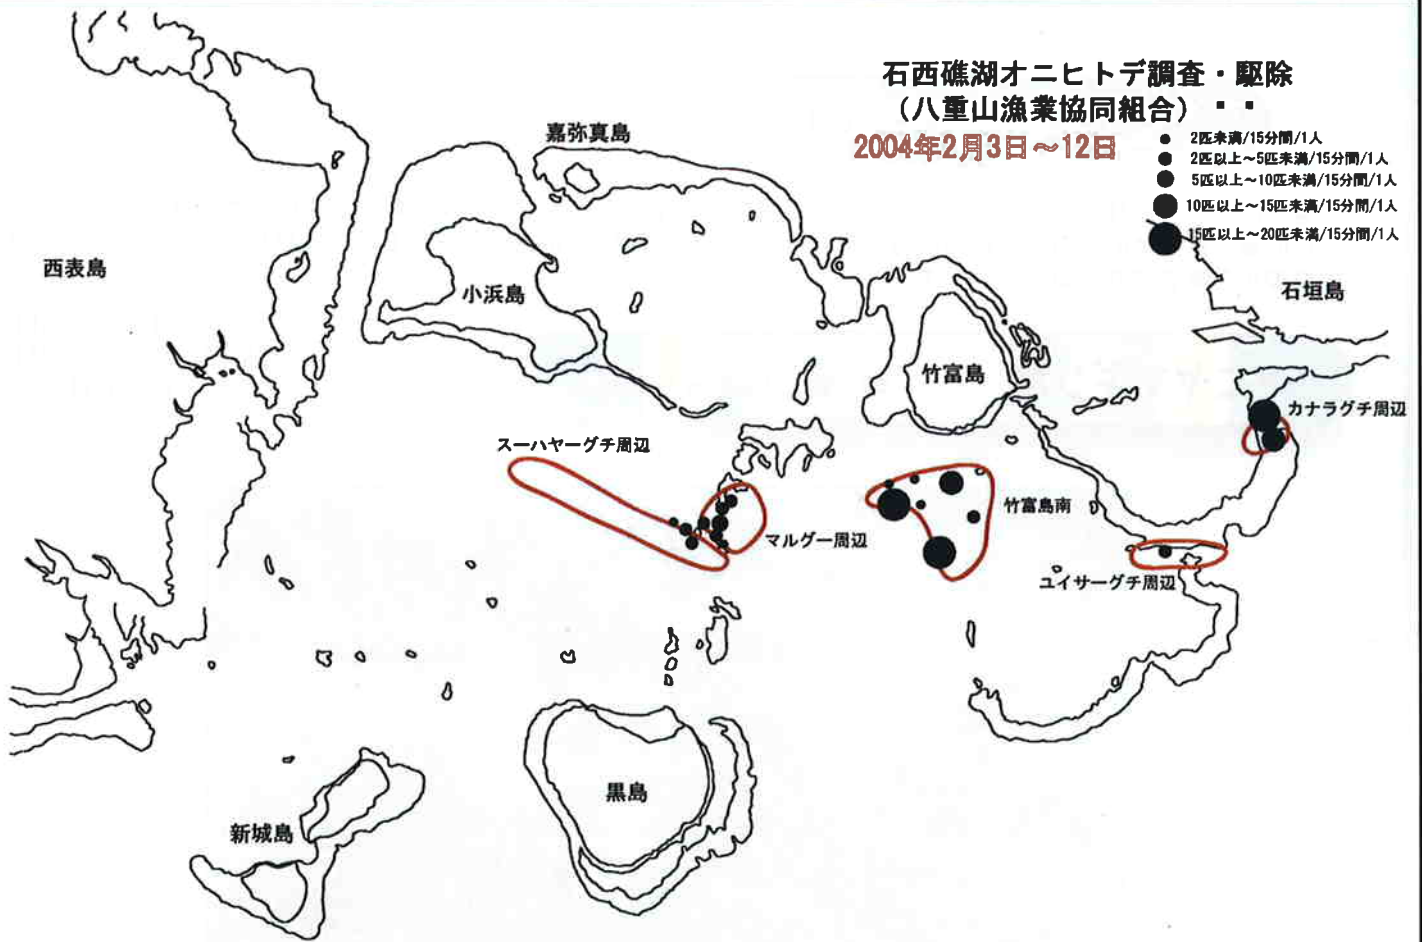 石西礁湖オニヒトデ調査・駆除
（八重山漁業協同組合）
2004年2月3日～12日
2匹未満/15分間/1人
2匹以上～5匹未満/15分間/1人
5匹以上～10匹未満/15分間/1人
10匹以上～15匹未満/15分間/1人
15匹以上～20匹未満/15分間/1人
嘉弥真島
西表島
小浜島
石垣島
竹富島
カナラグチ周辺
スーハヤーグチ周辺
竹富島南
マルグー周辺
ユイサーグチ周辺
黒島
新城島